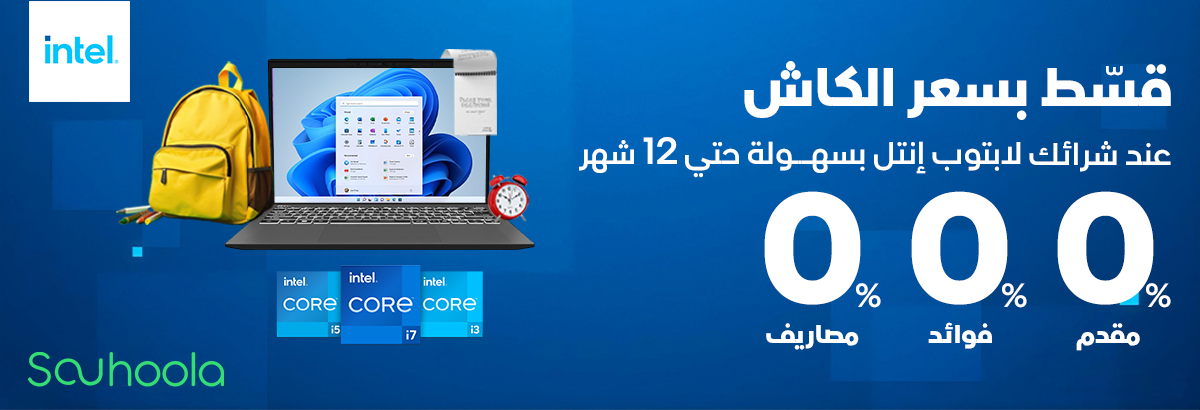 intel.
قسّط بسعر الكاش
عند شرائك لابتوب إنتل بسهولة حتي 12 شهر
0% 0% 0%
مقدم فوائد مصاريف
intel. CORE i5
intel. CORE i7
intel. CORE i3
Souhoola